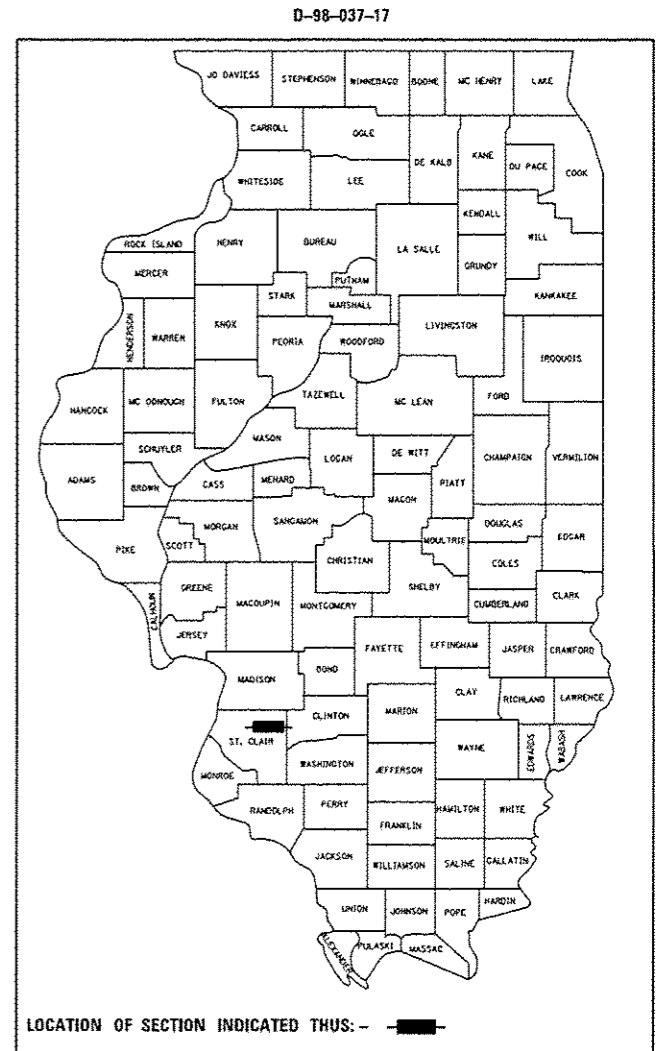 D-98-037-17
JO DAVIESS STEPHENSON WINNEBAGO BOONE MC HENRY LAKE
CARROLL OGLE DE KALB KANE DU PAGE COOK
WHITESIDE LEE
KENDALL WILL
ROCK ISLAND HENRY BUREAU LA SALLE GRUNDY
MERCER PUTNAM KANKAKEE
STARK MARSHALL
HENDERSON WARREN KNOX PEORIA WOODFORD LIVINGSTON IROQUOIS
HANCOCK MC DONOUGH FULTON TAZEWELL MC LEAN FORD
MASON
SCHUYLER LOGAN DE WITT CHAMPAIGN VERMILION
ADAMS BROWN CASS MENARD MACON PIATT
MORGAN SANGAMON DOUGLAS EDGAR
PIKE SCOTT CHRISTIAN MOULTRIE COLES
GREENE SHELBY
CALHOUN MACOUPIN MONTGOMERY CUMBERLAND CLARK
JERSEY
FAYETTE EFFINGHAM JASPER CRAWFORD
MADISON BOND
CLAY RICHLAND LAWRENCE
CLINTON MARION
ST. CLAIR WAYNE EDWARDS WABASH
MONROE WASHINGTON JEFFERSON
RANDOLPH PERRY HAMILTON WHITE
FRANKLIN
JACKSON WILLIAMSON SALINE GALLATIN
HARDIN
UNION JOHNSON POPE
ALEXANDER PULASKI MASSAC
LOCATION OF SECTION INDICATED THUS: -